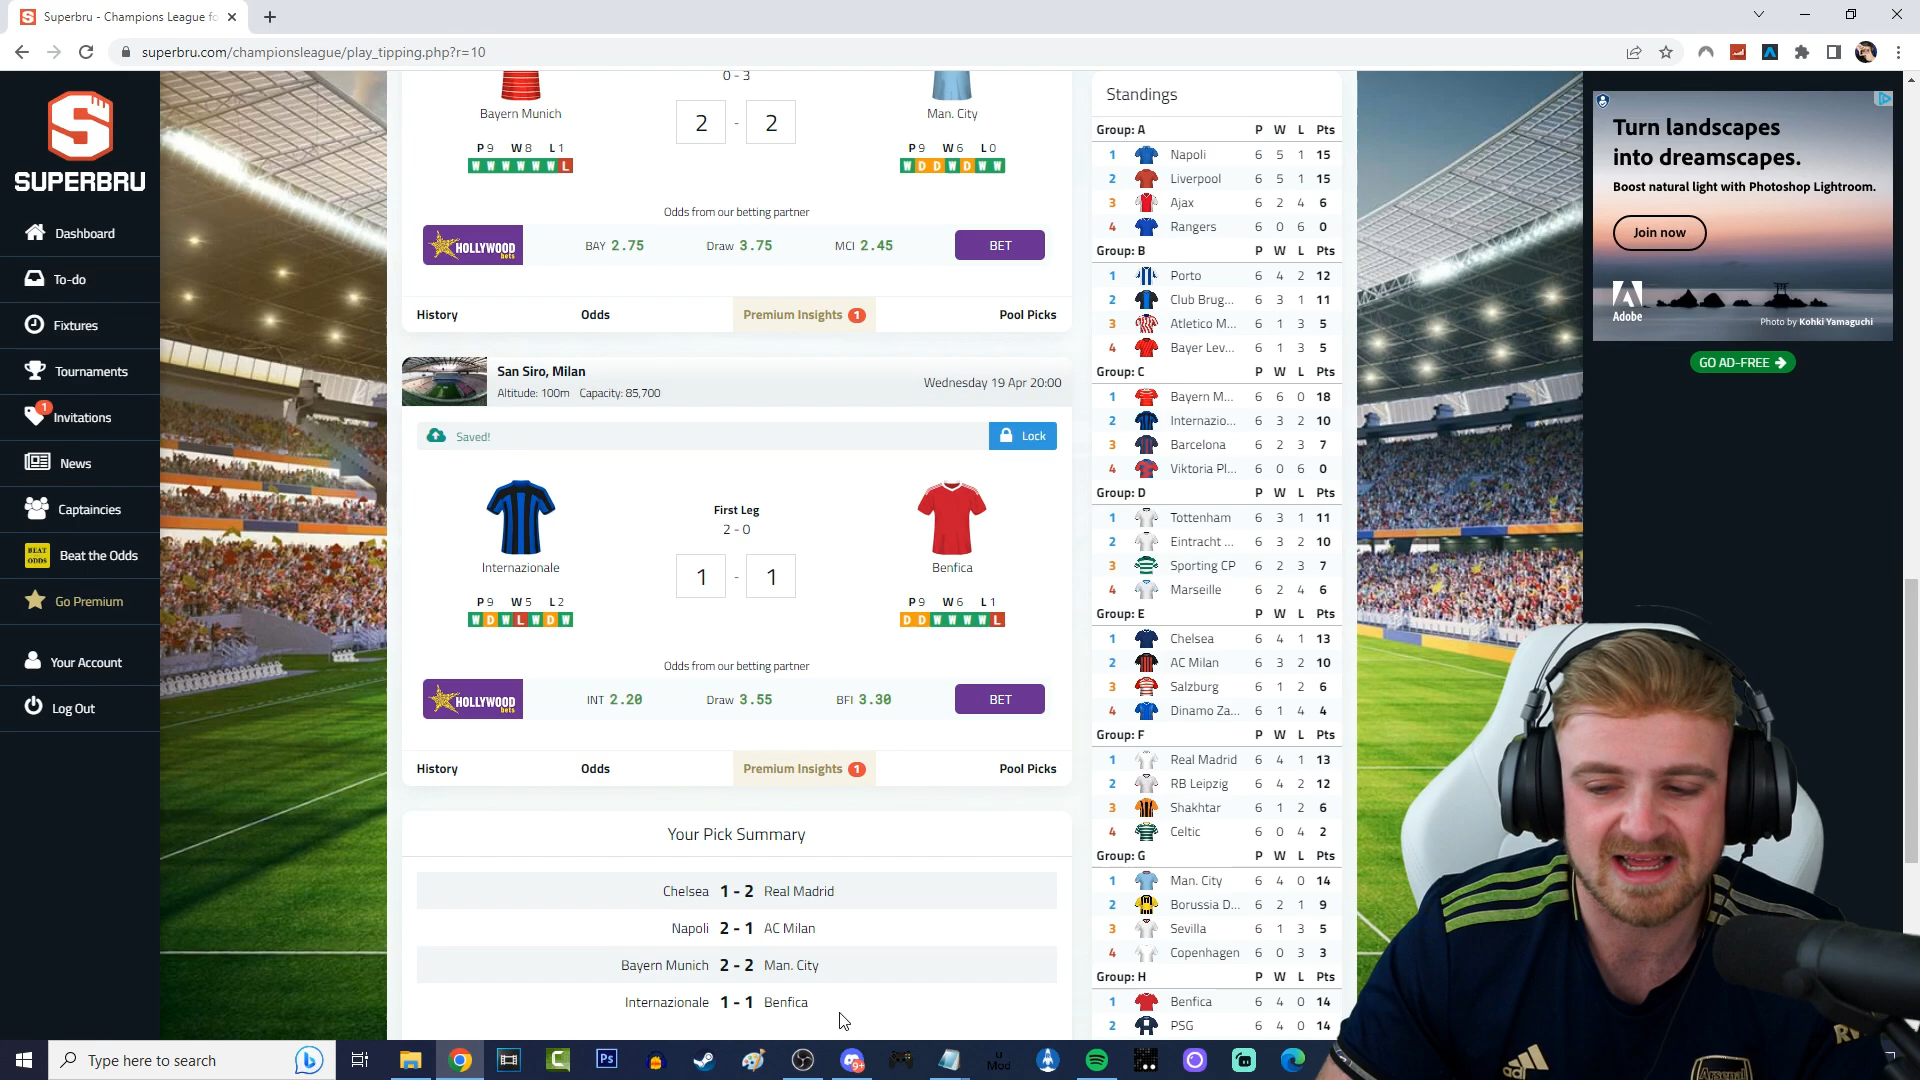 Superbru - Champions League fo
superbru.com/championsleague/play_tipping.php?r=10
SUPERBRU
Dashboard
To-do
Fixtures
Tournaments
1
Invitations
News
Captaincies
BEAT THE ODDS
Beat the Odds
Go Premium
Your Account
Log Out
0 - 3
Bayern Munich
2 - 2
Man. City
P 9 W 8 L 1
W W W W W W L
P 9 W 6 L 0
W D D W D W W
Odds from our betting partner
HOLLYWOOD bets
BAY 2.75
Draw 3.75
MCI 2.45
BET
History
Odds
Premium Insights 1
Pool Picks
San Siro, Milan
Altitude: 100m Capacity: 85,700
Wednesday 19 Apr 20:00
Saved!
Lock
First Leg
2 - 0
Internazionale
1 - 1
Benfica
P 9 W 5 L 2
W D W L W D W
P 9 W 6 L 1
D D W W W W L
Odds from our betting partner
HOLLYWOOD bets
INT 2.20
Draw 3.55
BFI 3.30
BET
History
Odds
Premium Insights 1
Pool Picks
Your Pick Summary
Chelsea 1 - 2 Real Madrid
Napoli 2 - 1 AC Milan
Bayern Munich 2 - 2 Man. City
Internazionale 1 - 1 Benfica
Standings
Group: A P W L Pts
1 Napoli 6 5 1 15
2 Liverpool 6 5 1 15
3 Ajax 6 2 4 6
4 Rangers 6 0 6 0
Group: B P W L Pts
1 Porto 6 4 2 12
2 Club Brug... 6 3 1 11
3 Atletico M... 6 1 3 5
4 Bayer Lev... 6 1 3 5
Group: C P W L Pts
1 Bayern M... 6 6 0 18
2 Internazio... 6 3 2 10
3 Barcelona 6 2 3 7
4 Viktoria Pl... 6 0 6 0
Group: D P W L Pts
1 Tottenham 6 3 1 11
2 Eintracht ... 6 3 2 10
3 Sporting CP 6 2 3 7
4 Marseille 6 2 4 6
Group: E P W L Pts
1 Chelsea 6 4 1 13
2 AC Milan 6 3 2 10
3 Salzburg 6 1 2 6
4 Dinamo Za... 6 1 4 4
Group: F P W L Pts
1 Real Madrid 6 4 1 13
2 RB Leipzig 6 4 2 12
3 Shakhtar 6 1 2 6
4 Celtic 6 0 4 2
Group: G P W L Pts
1 Man. City 6 4 0 14
2 Borussia D... 6 2 1 9
3 Sevilla 6 1 3 5
4 Copenhagen 6 0 3 3
Group: H P W L Pts
1 Benfica 6 4 0 14
2 PSG 6 4 0 14
Turn landscapes
into dreamscapes.
Boost natural light with Photoshop Lightroom.
Join now
Adobe
Photo by Kohki Yamaguchi
GO AD-FREE
Arsenal
Type here to search
Ps
9+
u
Mod